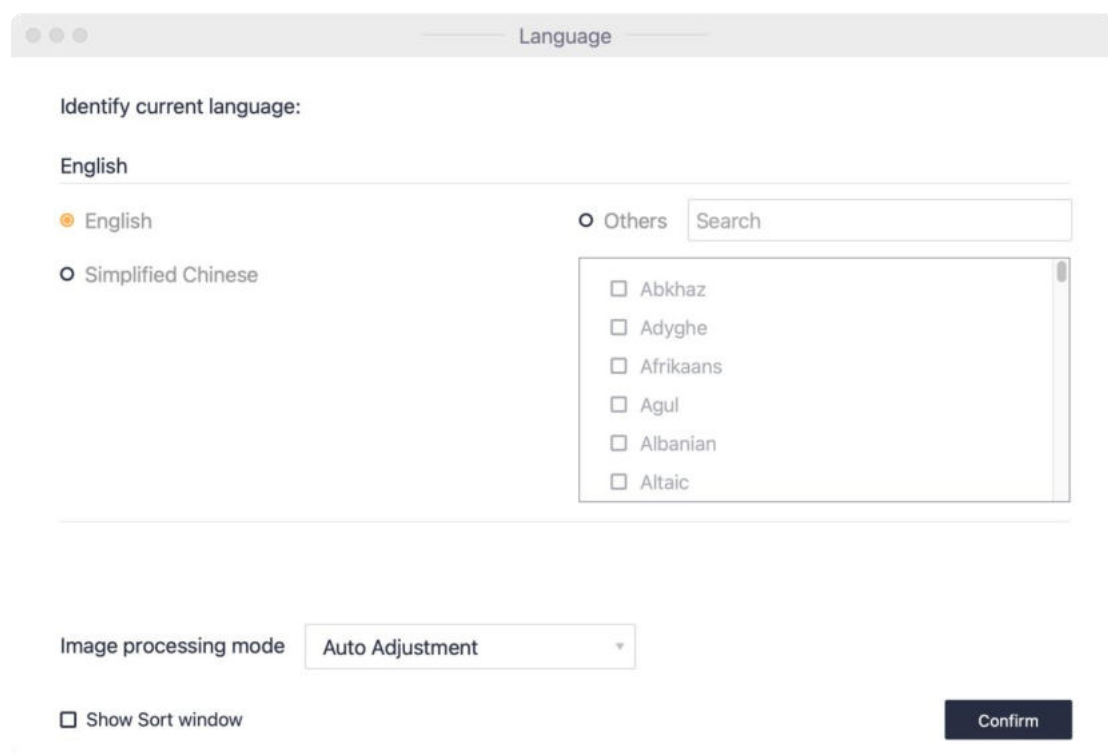 Language
Identify current language:
English
English
Others Search
Simplified Chinese
Abkhaz
Adyghe
Afrikaans
Agul
Albanian
Altaic
Image processing mode Auto Adjustment
Show Sort window
Confirm